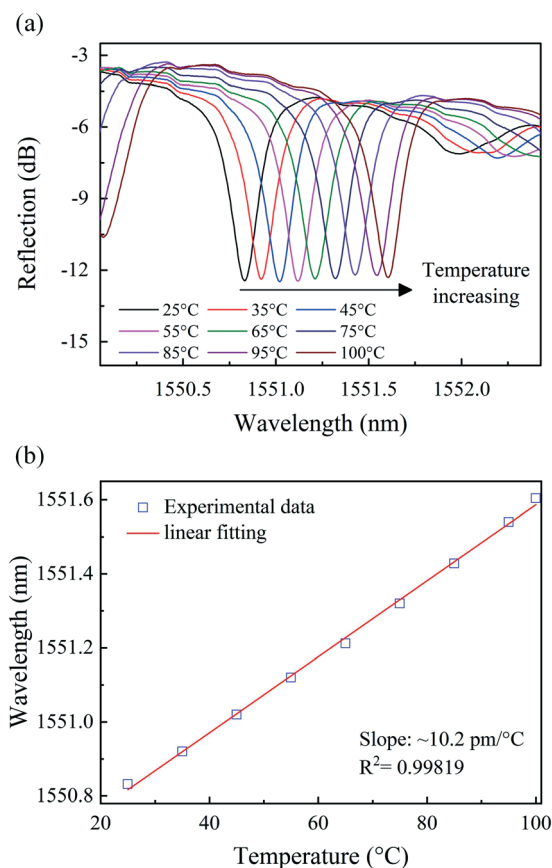 (a)
-3
-6
-9
-12
-15
Reflection (dB)
Temperature
increasing
25°C 35°C 45°C
55°C 65°C 75°C
85°C 95°C 100°C
1550.5 1551.0 1551.5 1552.0
Wavelength (nm)
(b)
1551.6
1551.4
1551.2
1551.0
1550.8
Wavelength (nm)
Experimental data
linear fitting
Slope: ~10.2 pm/°C
R²= 0.99819
20 40 60 80 100
Temperature (°C)